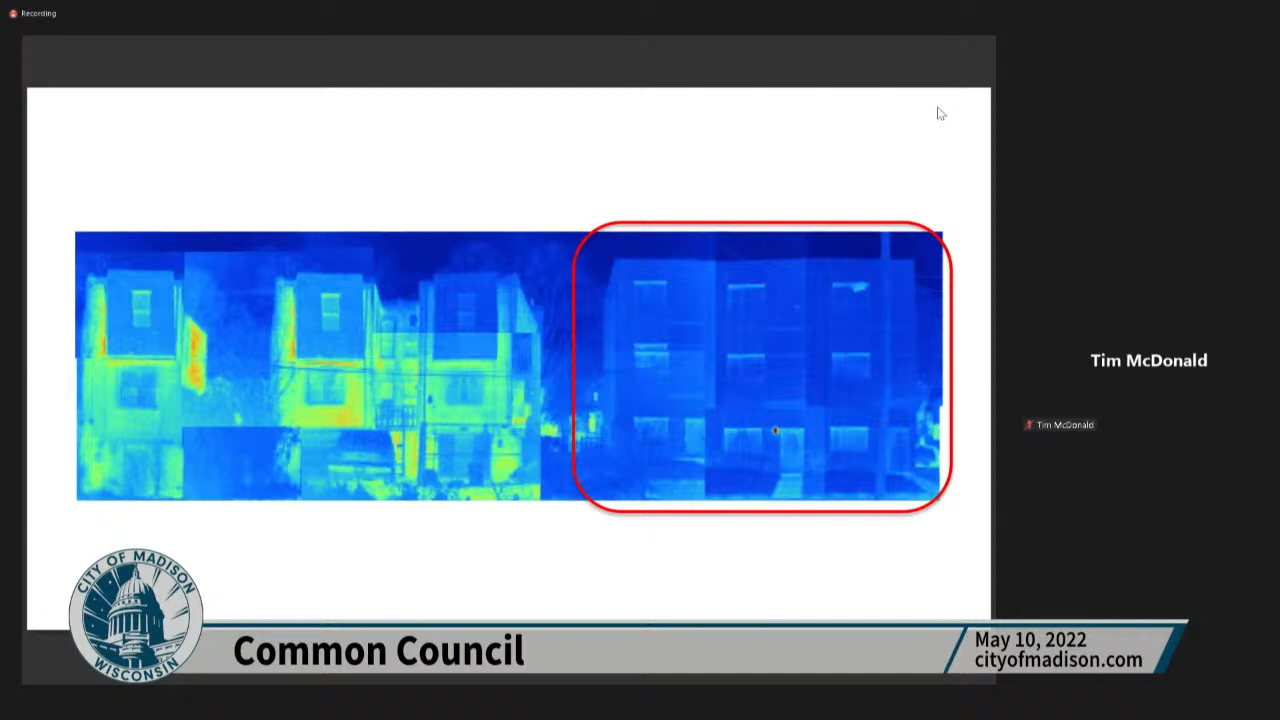 Recording
Tim McDonald
Tim McDonald
CITY OF MADISON
WISCONSIN
Common Council
May 10, 2022
cityofmadison.com